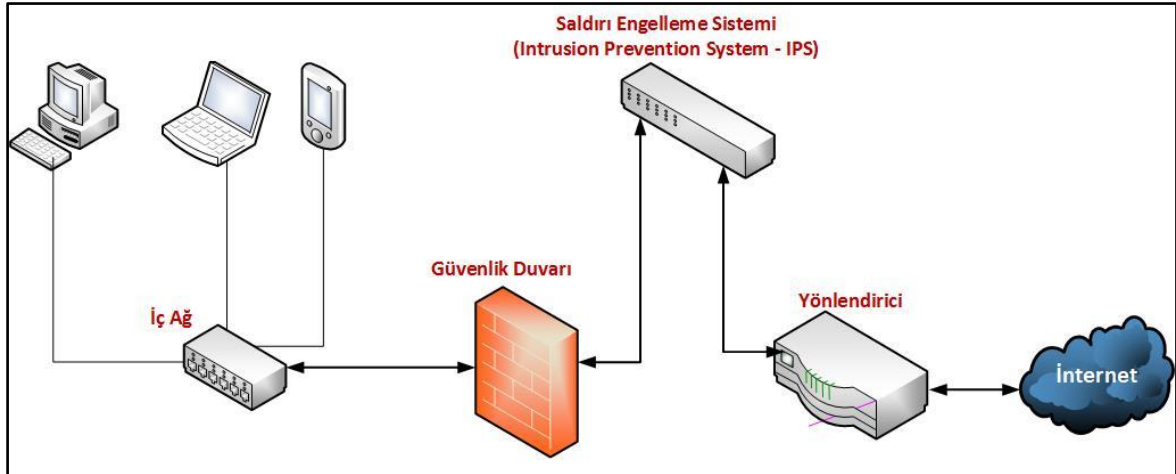 Saldırı Engelleme Sistemi
(Intrusion Prevention System - IPS)
Güvenlik Duvarı
Yönlendirici
İç Ağ
İnternet